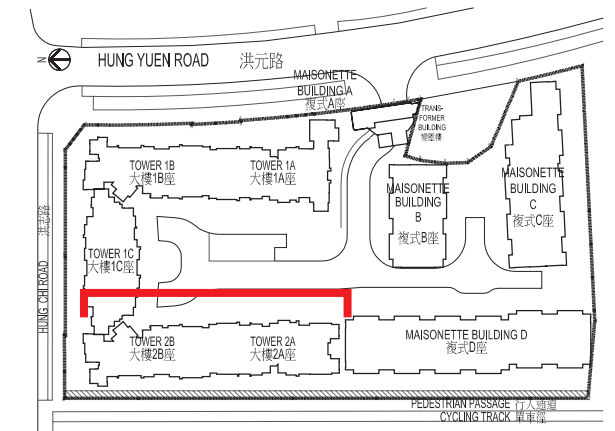 N
HUNG YUEN ROAD 洪元路
MAISONETTE
BUILDING A
複式A座
TRANS-
FORMER
BUILDING
變壓樓
TOWER 1B
大樓1B座
TOWER 1A
大樓1A座
MAISONETTE
BUILDING
B
複式B座
MAISONETTE
BUILDING
C
複式C座
HUNG CHI ROAD 洪志路
TOWER 1C
大樓1C座
TOWER 2B
大樓2B座
TOWER 2A
大樓2A座
MAISONETTE BUILDING D
複式D座
PEDESTRIAN PASSAGE 行人通道
CYCLING TRACK 單車徑